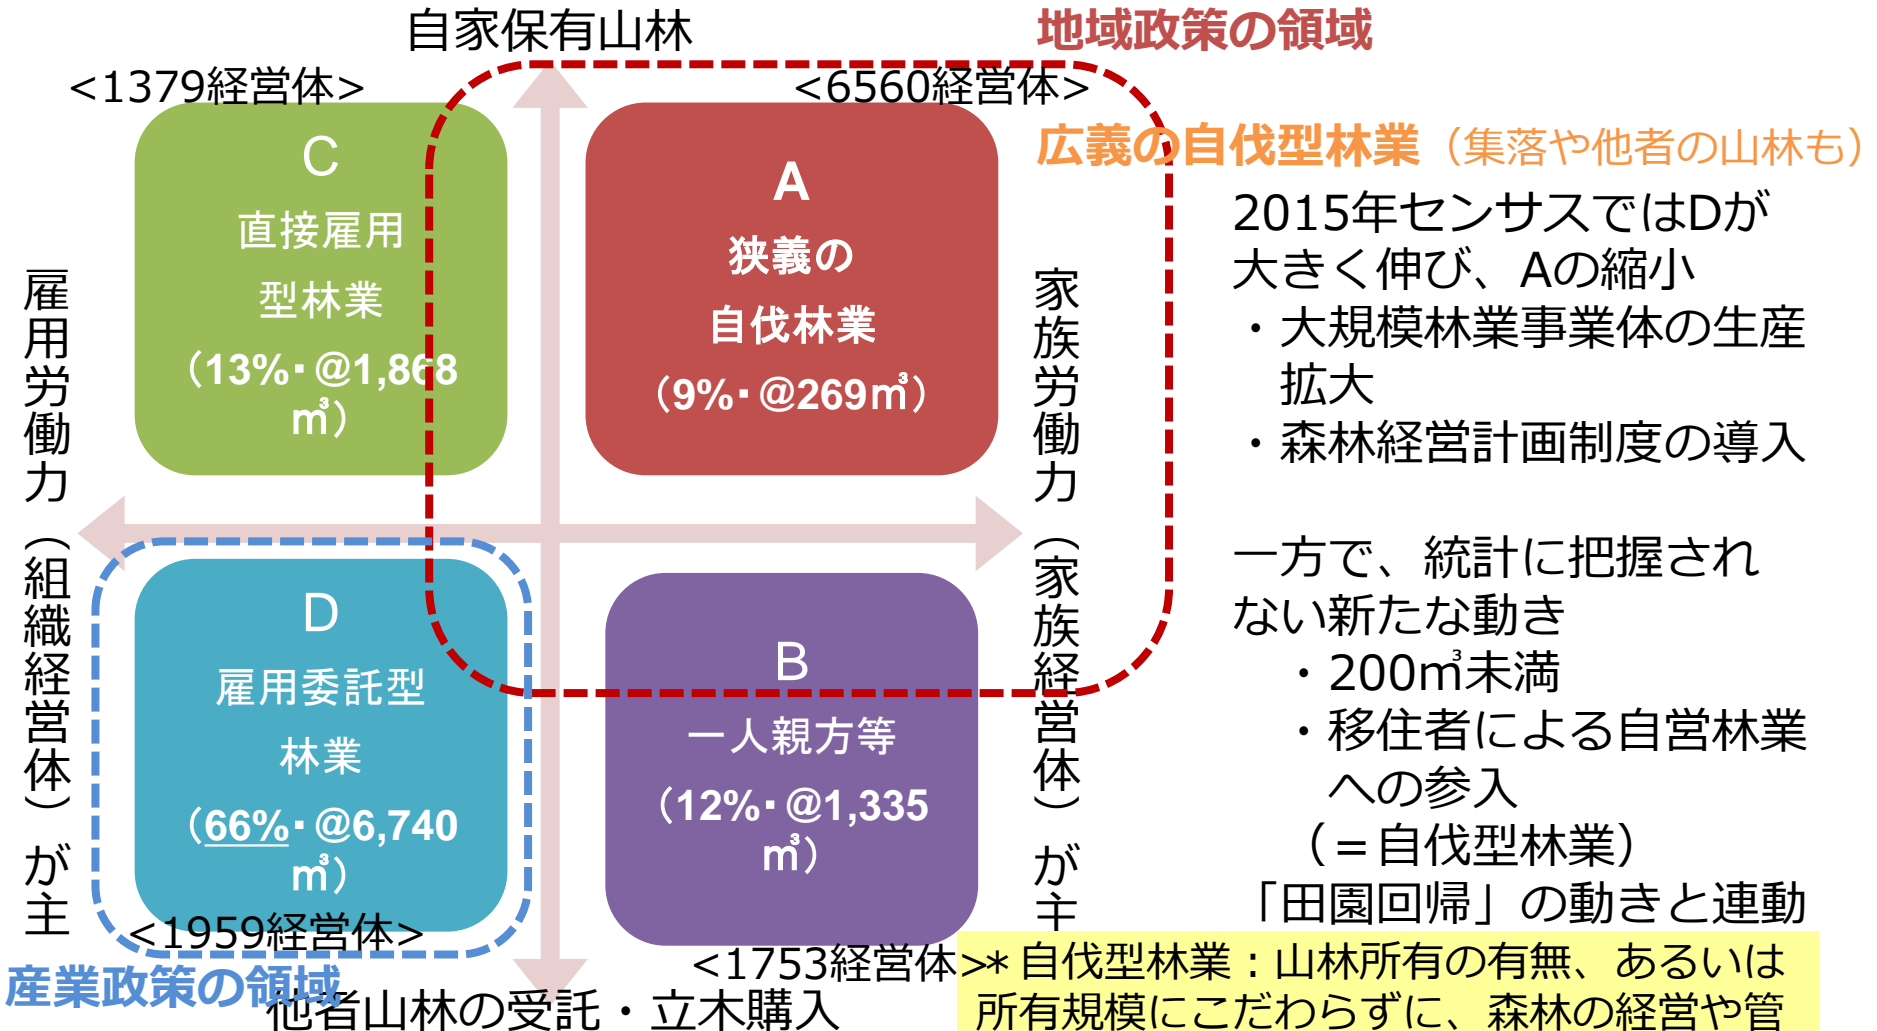 自家保有山林
地域政策の領域
<1379経営体>
<6560経営体>
広義の自伐型林業（集落や他者の山林も）
C
直接雇用
型林業
（13%・@1,868
㎥）
A
狭義の
自伐林業
（9%・@269㎥）
雇用労働力（組織経営体）が主
家族労働力（家族経営体）が主
D
雇用委託型
林業
（66%・@6,740
㎥）
<1959経営体>
B
一人親方等
（12%・@1,335
㎥）
<1753経営体>
産業政策の領域
他者山林の受託・立木購入
2015年センサスではDが
大きく伸び、Aの縮小
・大規模林業事業体の生産
拡大
・森林経営計画制度の導入
一方で、統計に把握され
ない新たな動き
・200㎥未満
・移住者による自営林業
への参入
（＝自伐型林業）
「田園回帰」の動きと連動
＊自伐型林業：山林所有の有無、あるいは
所有規模にこだわらずに、森林の経営や管